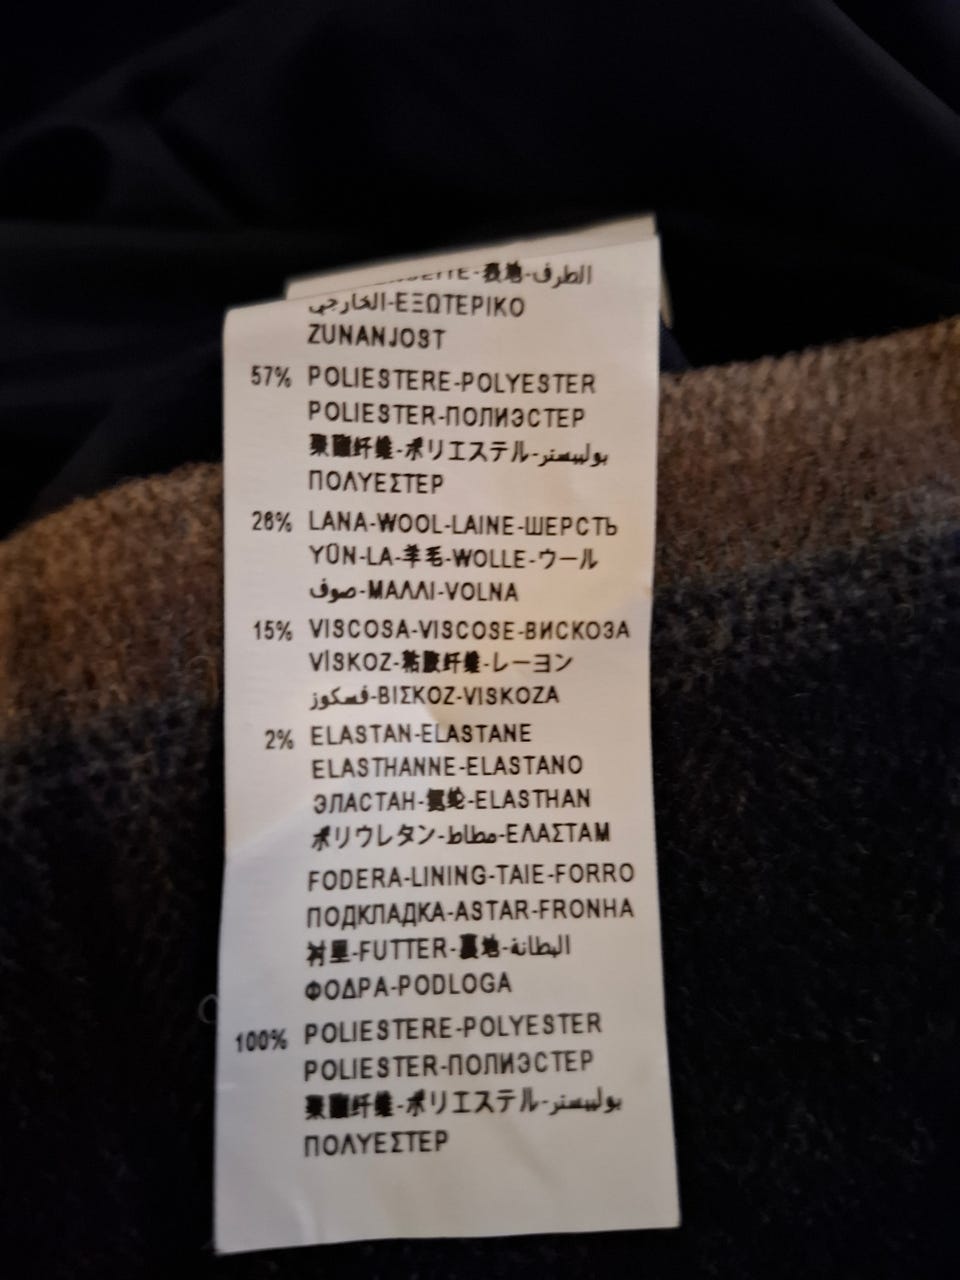 -表地-الطرف
الخارجي-ΕΞΩΤΕΡΙΚΟ
ZUNANJOST
57% POLIESTERE-POLYESTER
POLIESTER-ПОЛИЭСТЕР
聚酯纤维-ポリエステル-بولييستر
ΠΟΛΥΕΣΤΕΡ
26% LANA-WOOL-LAINE-ШЕРСТЬ
YÜN-LA-羊毛-WOLLE-ウール
صوف-ΜΑΛΛΙ-VOLNA
15% VISCOSA-VISCOSE-ВИСКОЗА
VİSKOZ-粘胶纤维-レーヨン
فسكوز-ΒΙΣΚΟΖ-VISKOZA
2% ELASTAN-ELASTANE
ELASTHANNE-ELASTANO
ЭЛАСТАН-氨纶-ELASTHAN
ポリウレタン-مطاط-ΕΛΑΣΤΑΜ
FODERA-LINING-TAIE-FORRO
ПОДКЛАДКА-ASTAR-FRONHA
衬里-FUTTER-裏地-البطانة
ΦΟΔΡΑ-PODLOGA
100% POLIESTERE-POLYESTER
POLIESTER-ПОЛИЭСТЕР
聚酯纤维-ポリエステル-بولييستر
ΠΟΛΥΕΣΤΕΡ